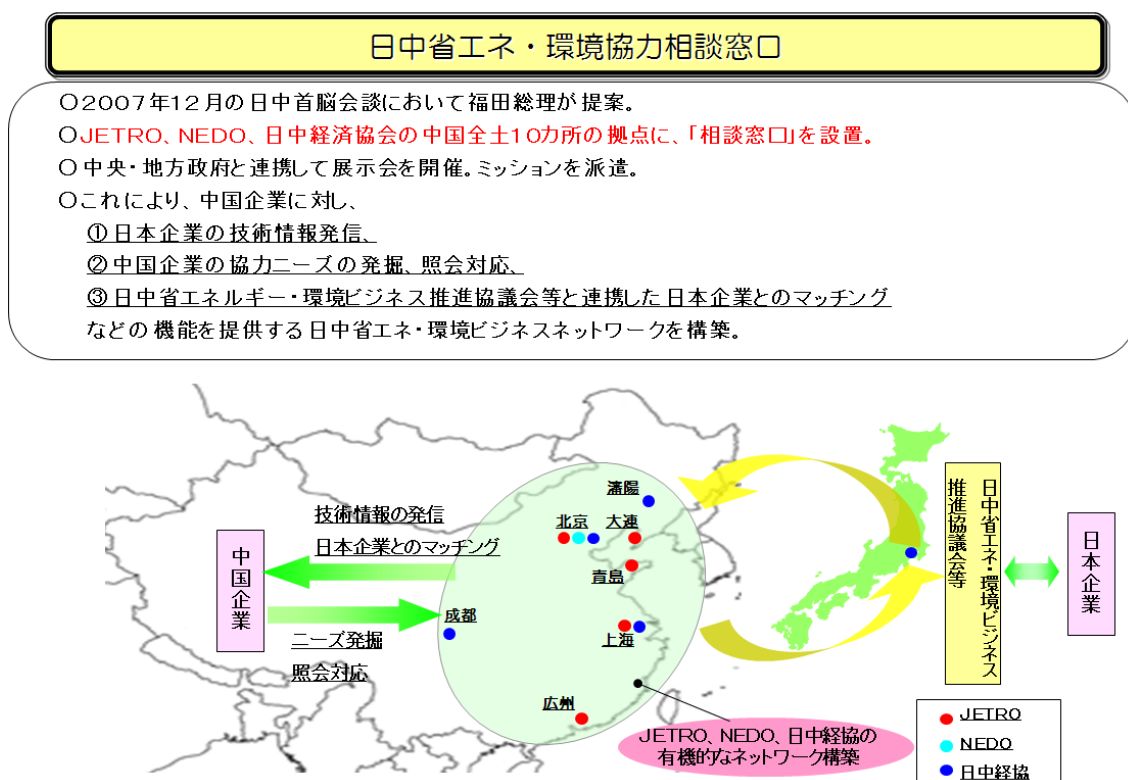 日中省エネ・環境協力相談窓口
○2007年12月の日中首脳会談において福田総理が提案。
○JETRO、NEDO、日中経済協会の中国全土10カ所の拠点に、「相談窓口」を設置。
○中央・地方政府と連携して展示会を開催。ミッションを派遣。
○これにより、中国企業に対し、
①日本企業の技術情報発信、
②中国企業の協力ニーズの発掘、照会対応、
③日中省エネルギー・環境ビジネス推進協議会等と連携した日本企業とのマッチング
などの機能を提供する日中省エネ・環境ビジネスネットワークを構築。
技術情報の発信
日本企業とのマッチング
中国企業
ニーズ発掘
照会対応
瀋陽
北京
大連
青島
成都
上海
広州
JETRO、NEDO、日中経協の
有機的なネットワーク構築
日中省エネ・環境ビジネス
推進協議会等
日本企業
JETRO
NEDO
日中経協